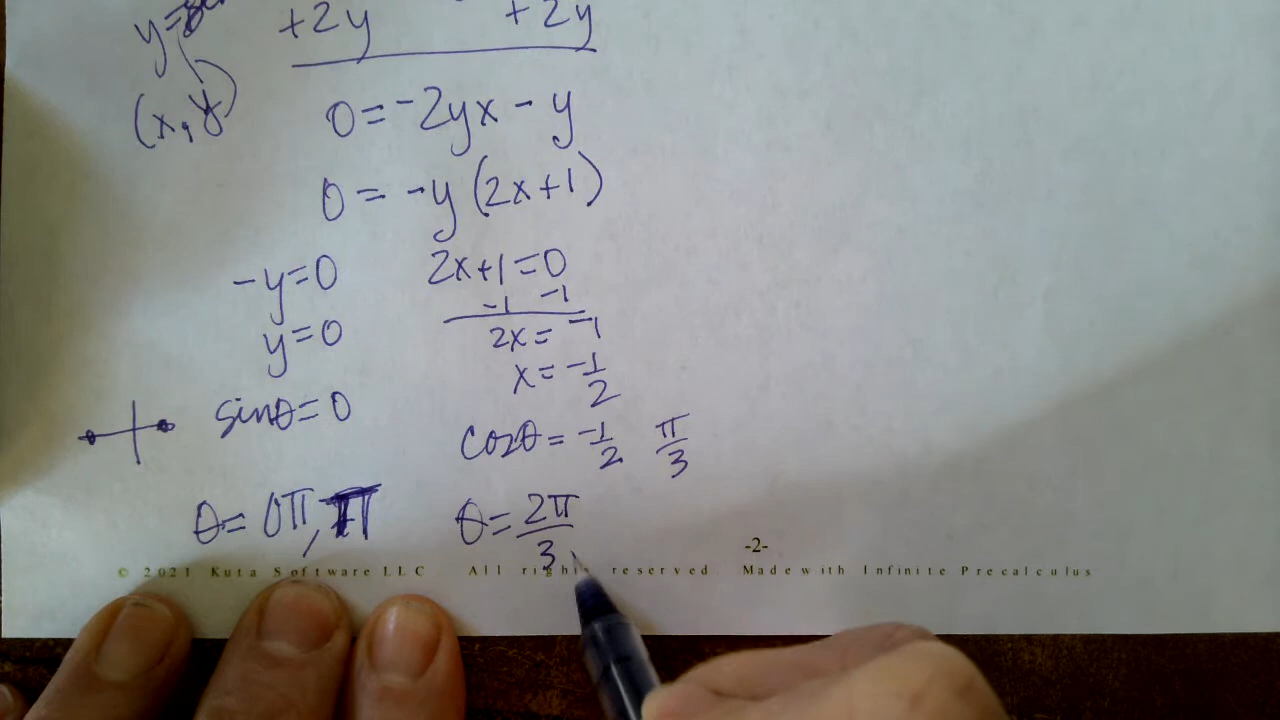 +2y +2y
(x, y)
0 = -2yx - y
0 = -y (2x+1)
-y=0 2x+1=0
-1 -1
y=0 2x= -1
x= -1/2
sinθ=0
cosθ= -1/2 π/3
θ= 0π, π θ= 2π/3
-2-
© 2021 Kuta Software LLC All rights reserved. Made with Infinite Precalculus